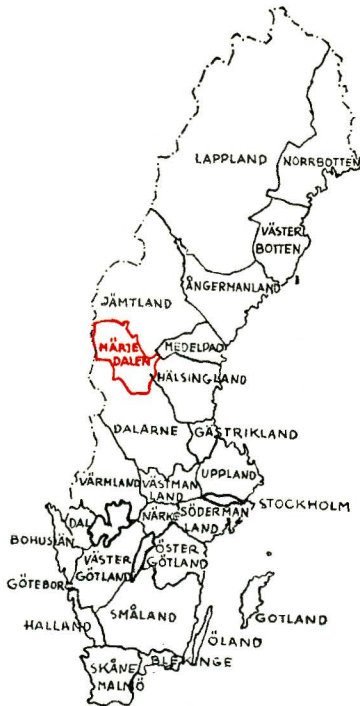 LAPPLAND
NORRBOTTEN
VÄSTER
BOTTEN
ÅNGERMANLAND
JÄMTLAND
HÄRJE
DALEN
MEDELPAD
HÄLSINGLAND
DALARNE
GÄSTRIKLAND
VÄRMLAND
VÄSTMAN
LAND
UPPLAND
STOCKHOLM
DAL
NÄRKE
SÖDERMAN
LAND
BOHUSLÄN
VÄSTER
GÖTLAND
ÖSTER
GÖTLAND
GÖTEBORG
SMÅLAND
GOTLAND
HALLAND
ÖLAND
SKÅNE
MALMÖ
BLEKINGE